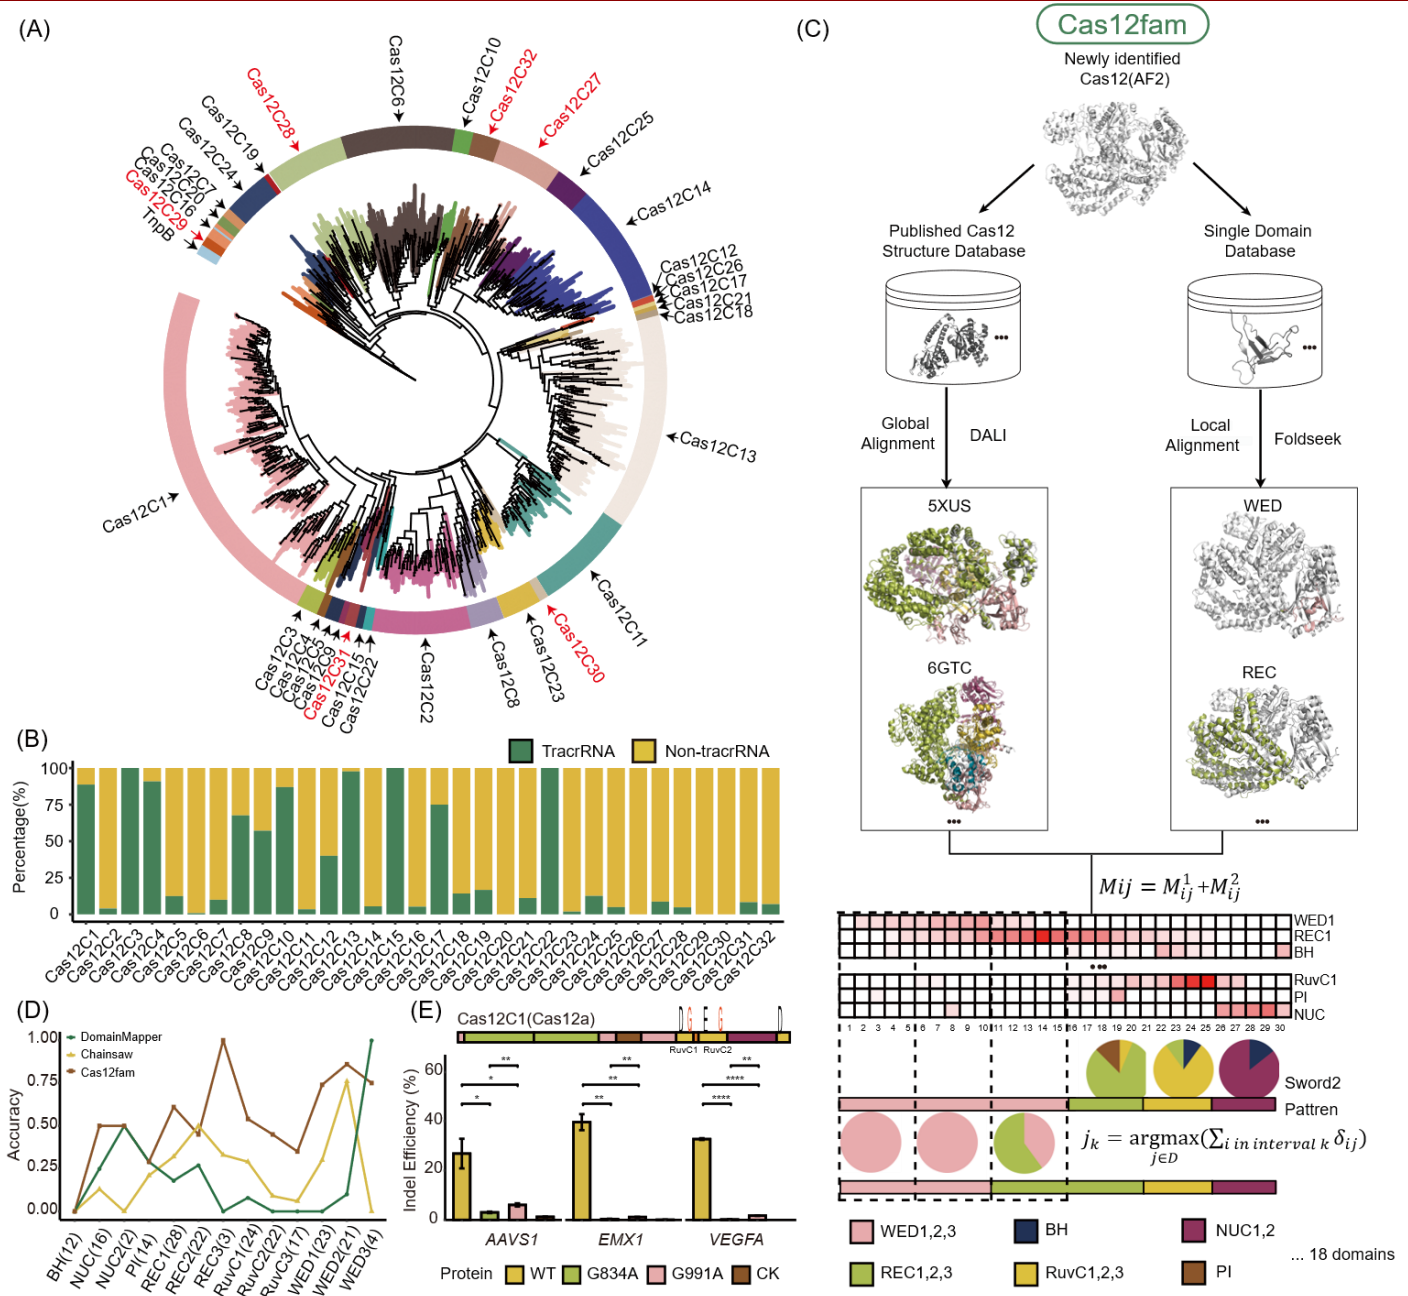 (A)
Cas12C6
Cas12C10
Cas12C32
Cas12C27
Cas12C25
Cas12C14
Cas12C12
Cas12C26
Cas12C17
Cas12C21
Cas12C18
Cas12C13
Cas12C11
Cas12C30
Cas12C23
Cas12C8
Cas12C2
Cas12C22
Cas12C15
Cas12C31
Cas12C9
Cas12C5
Cas12C4
Cas12C3
Cas12C1
TnpB
Cas12C29
Cas12C16
Cas12C20
Cas12C7
Cas12C24
Cas12C19
Cas12C28
(B)
TracrRNA
Non-tracrRNA
Percentage(%)
100
75
50
25
0
Cas12C1
Cas12C2
Cas12C3
Cas12C4
Cas12C5
Cas12C6
Cas12C7
Cas12C8
Cas12C9
Cas12C10
Cas12C11
Cas12C12
Cas12C13
Cas12C14
Cas12C15
Cas12C16
Cas12C17
Cas12C18
Cas12C19
Cas12C20
Cas12C21
Cas12C22
Cas12C23
Cas12C24
Cas12C25
Cas12C26
Cas12C27
Cas12C28
Cas12C29
Cas12C30
Cas12C31
Cas12C32
(C)
Cas12fam
Newly identified
Cas12(AF2)
Published Cas12
Structure Database
Single Domain
Database
•••
•••
Global
Alignment
DALI
Local
Alignment
Foldseek
5XUS
6GTC
•••
WED
REC
•••
Mij = M¹ij+M²ij
WED1
REC1
BH
•••
RuvC1
PI
NUC
1 2 3 4 5 6 7 8 9 10 11 12 13 14 15 16 17 18 19 20 21 22 23 24 25 26 27 28 29 30
Sword2
Pattren
jk = argmax(∑i in interval k δij)
j∈D
WED1,2,3
BH
NUC1,2
REC1,2,3
RuvC1,2,3
PI
... 18 domains
(D)
DomainMapper
Chainsaw
Cas12fam
Accuracy
1.00
0.75
0.50
0.25
0.00
BH(12)
NUC(16)
NUC2(2)
PI(14)
REC1(28)
REC2(22)
REC3(3)
RuvC1(24)
RuvC2(22)
RuvC3(17)
WED1(23)
WED2(21)
WED3(4)
(E)
Cas12C1(Cas12a)
D
G
E
G
D
RuvC1
RuvC2
Indel Efficiency (%)
60
40
20
0
**
*
*
**
**
**
**
****
****
AAVS1
EMX1
VEGFA
Protein
WT
G834A
G991A
CK